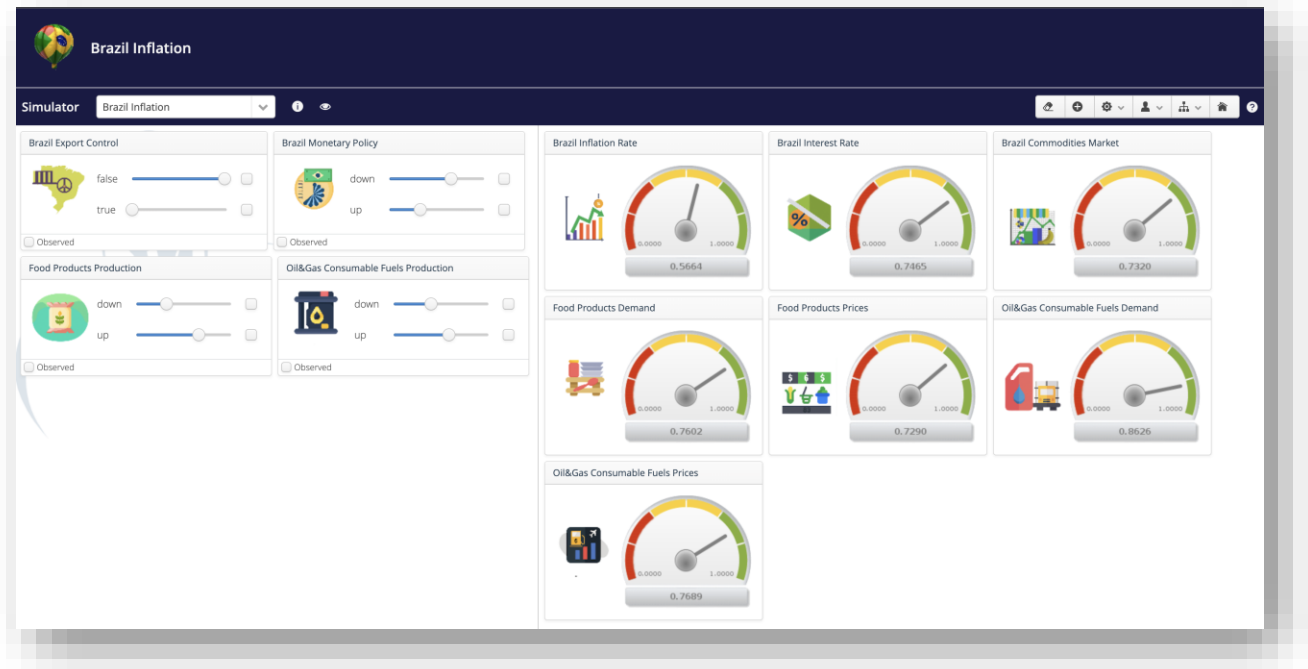 Brazil Inflation
Simulator
Brazil Inflation
Brazil Export Control
false
true
Observed
Brazil Monetary Policy
down
up
Observed
Food Products Production
down
up
Observed
Oil&Gas Consumable Fuels Production
down
up
Observed
Brazil Inflation Rate
0.0000 1.0000
0.5664
Brazil Interest Rate
%
0.0000 1.0000
0.7465
Brazil Commodities Market
0.0000 1.0000
0.7320
Food Products Demand
0.0000 1.0000
0.7602
Food Products Prices
$ $ $
0.0000 1.0000
0.7290
Oil&Gas Consumable Fuels Demand
0.0000 1.0000
0.8626
Oil&Gas Consumable Fuels Prices
0.0000 1.0000
0.7689